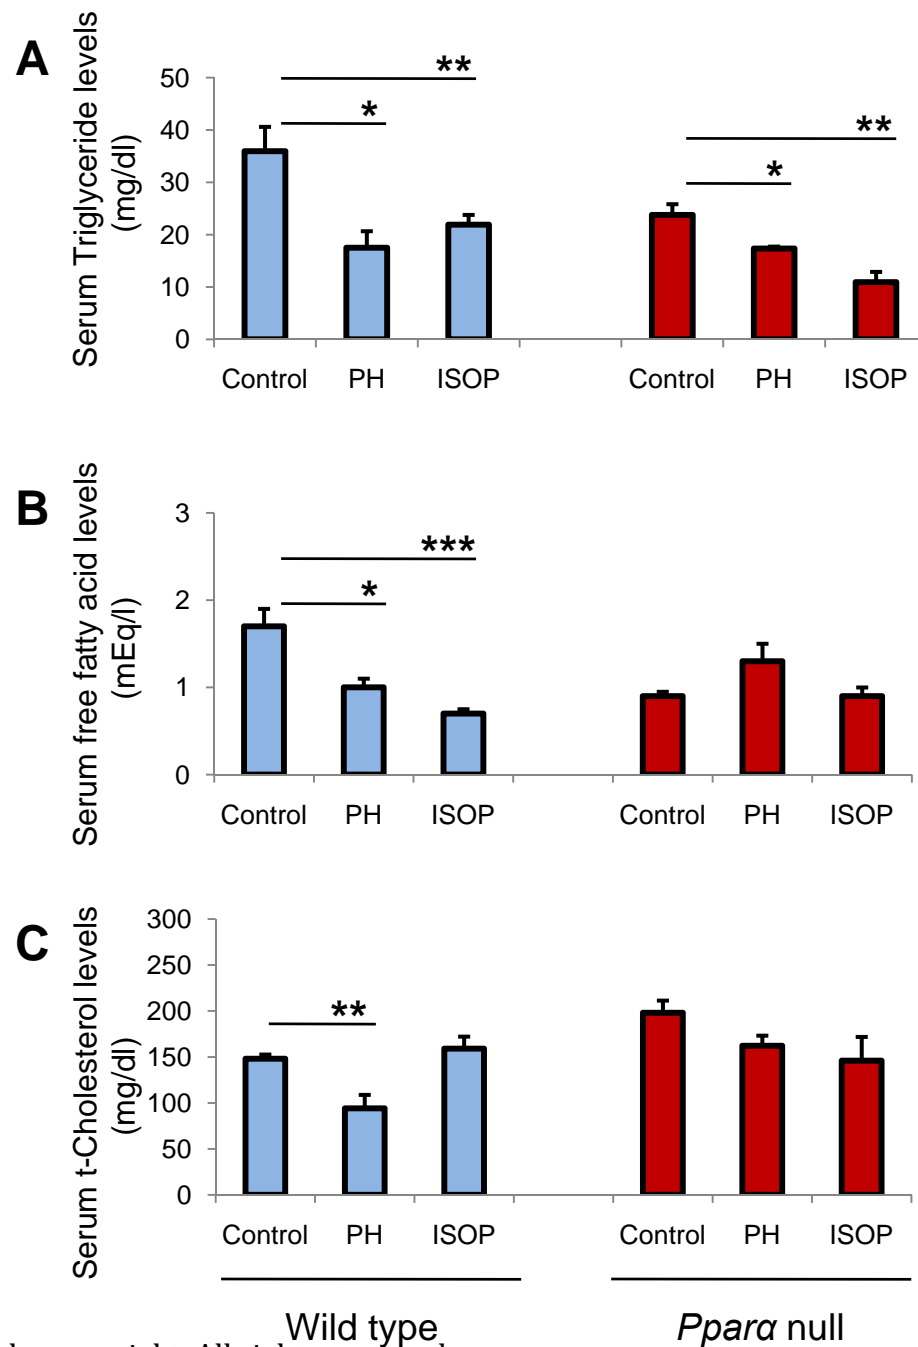 A
Serum Triglyceride levels
(mg/dl)
50
40
30
20
10
0
**
*
**
*
Control PH ISOP Control PH ISOP
B
Serum free fatty acid levels
(mEq/l)
3
2
1
0
***
*
Control PH ISOP Control PH ISOP
C
Serum t-Cholesterol levels
(mg/dl)
300
250
200
150
100
50
0
**
Control PH ISOP Control PH ISOP
Wild type Pparα null